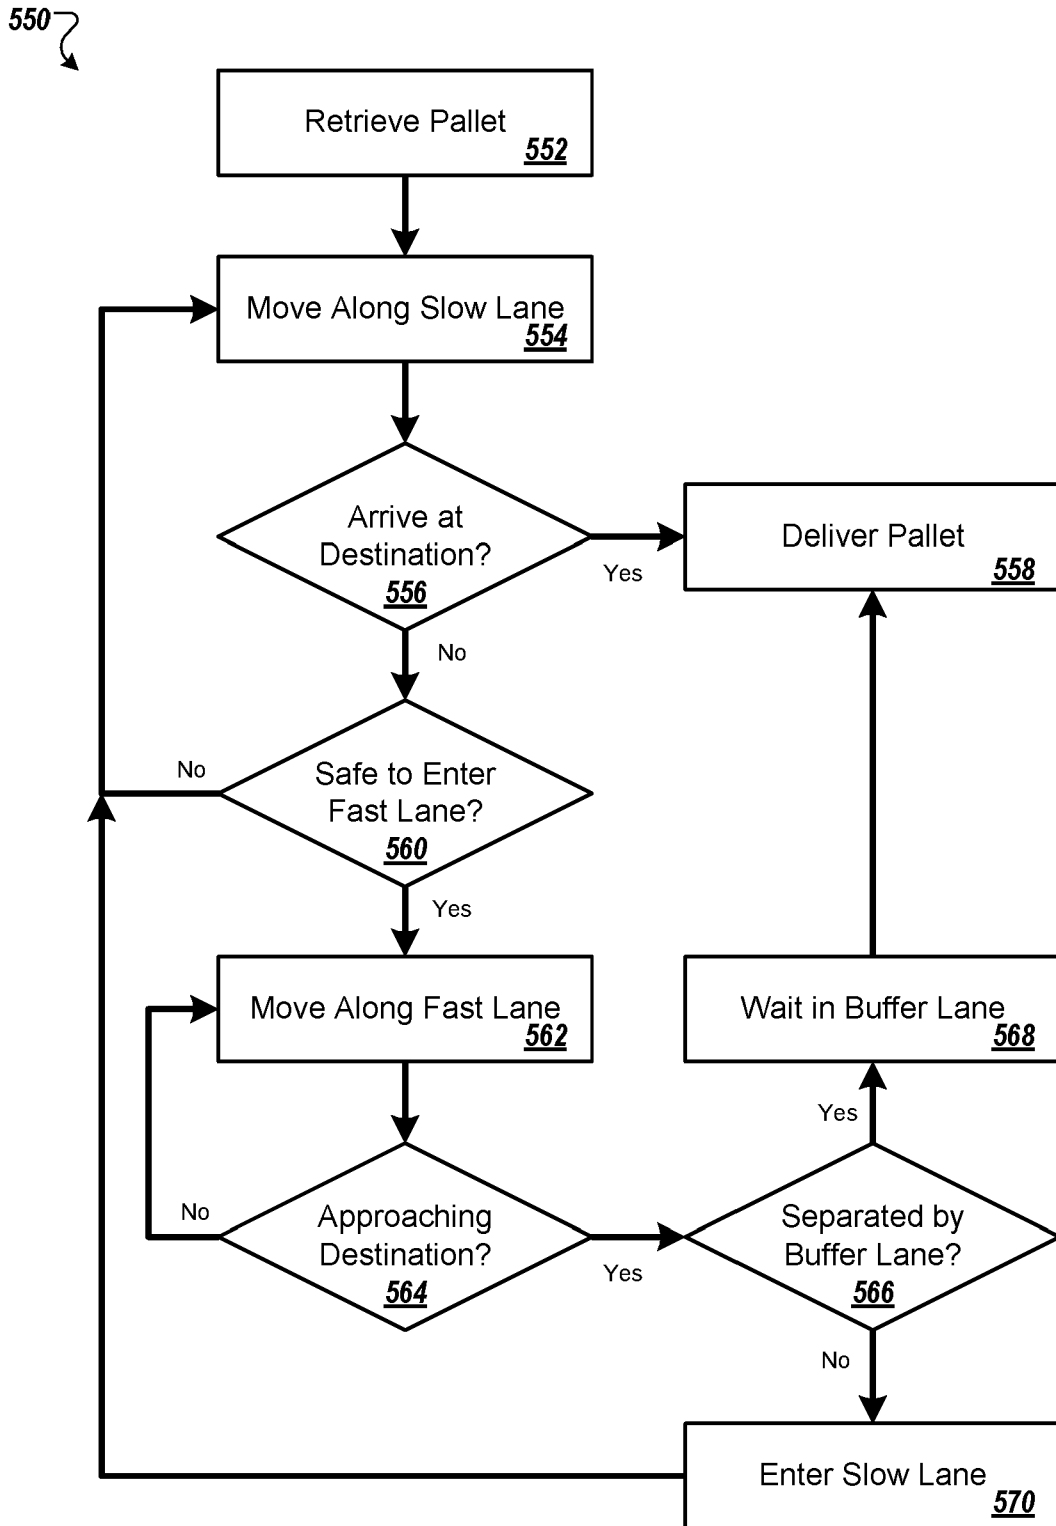 550
Retrieve Pallet
552
Move Along Slow Lane
554
Arrive at
Destination?
556
Yes
Deliver Pallet
558
No
Safe to Enter
Fast Lane?
560
No
Yes
Move Along Fast Lane
562
Wait in Buffer Lane
568
Yes
Approaching
Destination?
564
No
Yes
Separated by
Buffer Lane?
566
No
Enter Slow Lane
570